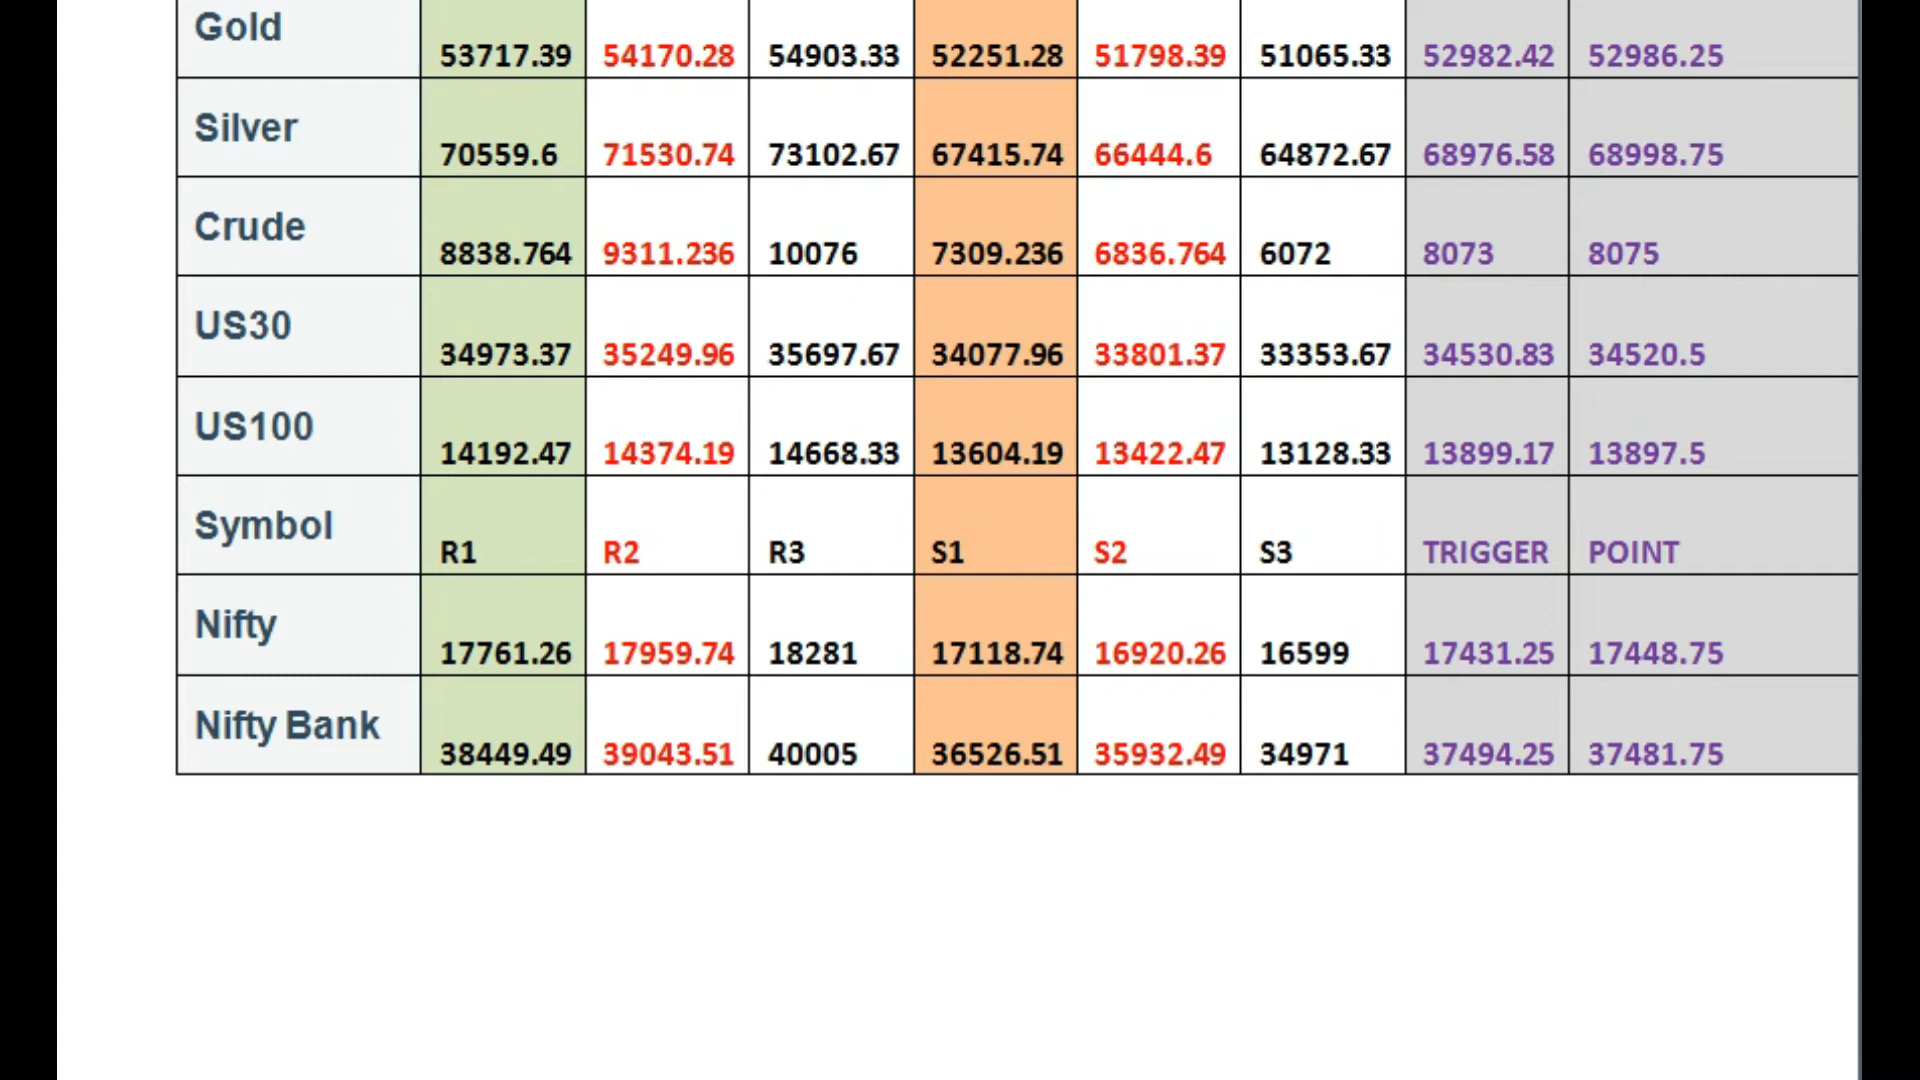 Gold 53717.39 54170.28 54903.33 52251.28 51798.39 51065.33 52982.42 52986.25
Silver 70559.6 71530.74 73102.67 67415.74 66444.6 64872.67 68976.58 68998.75
Crude 8838.764 9311.236 10076 7309.236 6836.764 6072 8073 8075
US30 34973.37 35249.96 35697.67 34077.96 33801.37 33353.67 34530.83 34520.5
US100 14192.47 14374.19 14668.33 13604.19 13422.47 13128.33 13899.17 13897.5
Symbol R1 R2 R3 S1 S2 S3 TRIGGER POINT
Nifty 17761.26 17959.74 18281 17118.74 16920.26 16599 17431.25 17448.75
Nifty Bank 38449.49 39043.51 40005 36526.51 35932.49 34971 37494.25 37481.75